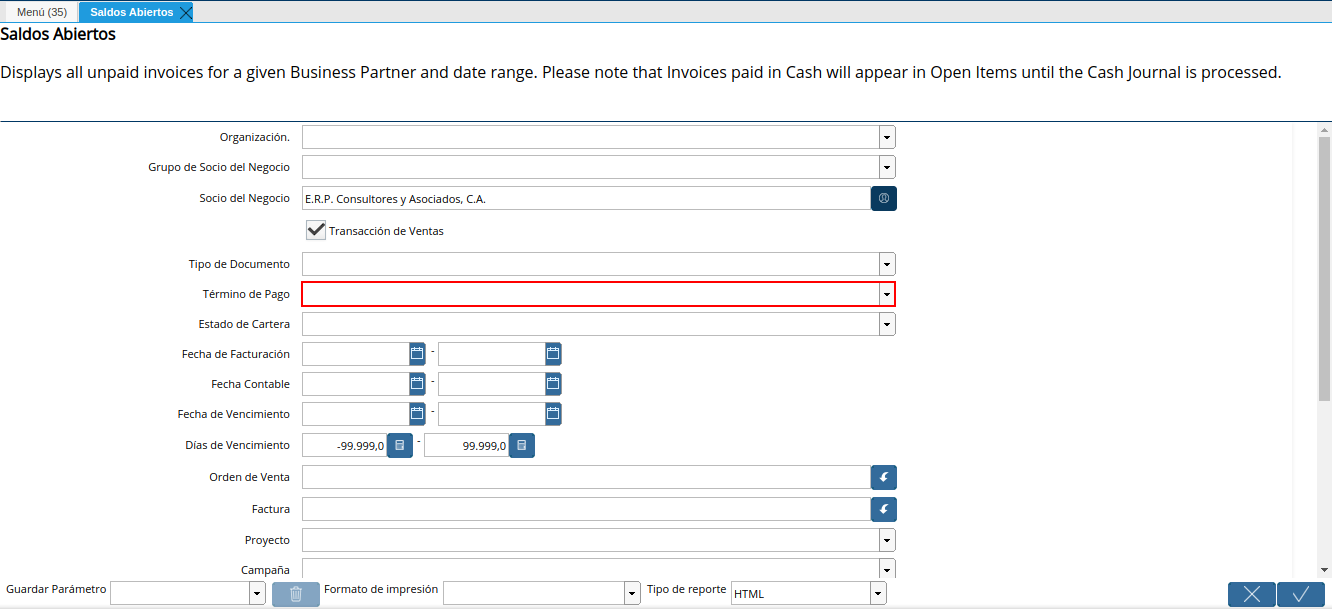 Menú (35)
Saldos Abiertos
Saldos Abiertos
Displays all unpaid invoices for a given Business Partner and date range. Please note that Invoices paid in Cash will appear in Open Items until the Cash Journal is processed.
Organización.
Grupo de Socio del Negocio
Socio del Negocio E.R.P. Consultores y Asociados, C.A.
Transacción de Ventas
Tipo de Documento
Término de Pago
Estado de Cartera
Fecha de Facturación -
Fecha Contable -
Fecha de Vencimiento -
Días de Vencimiento -99.999,0 - 99.999,0
Orden de Venta
Factura
Proyecto
Campaña
Guardar Parámetro Formato de impresión Tipo de reporte HTML